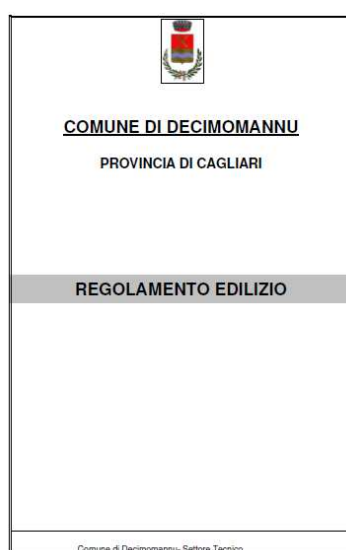 COMUNE DI DECIMOMANNU
PROVINCIA DI CAGLIARI
REGOLAMENTO EDILIZIO
Comune di Decimomannu- Settore Tecnico